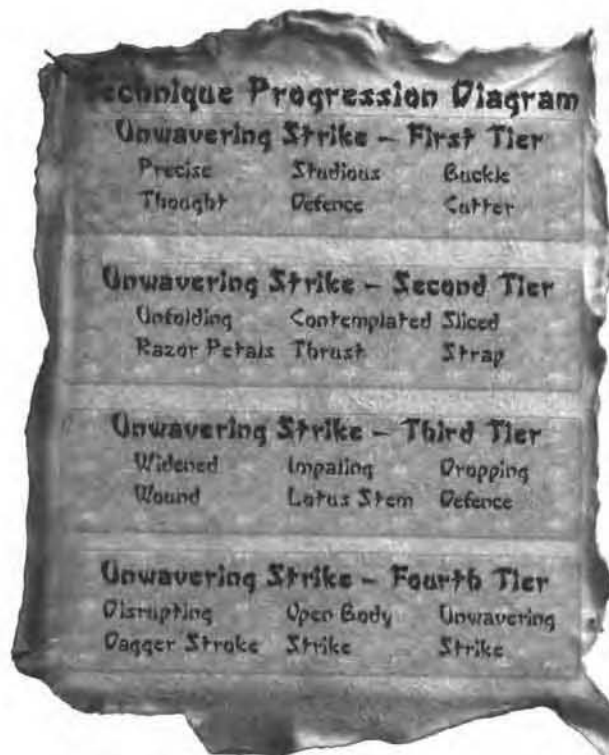 Technique Progression Diagram
Unwavering Strike – First Tier
Precise Studious Buckle
Thought Defence Cutter
Unwavering Strike – Second Tier
Unfolding Contemplated Sliced
Razor Petals Thrust Strap
Unwavering Strike – Third Tier
Widened Impaling Dropping
Wound Lotus Stem Defence
Unwavering Strike – Fourth Tier
Disrupting Open Body Unwavering
Dagger Stroke Strike Strike